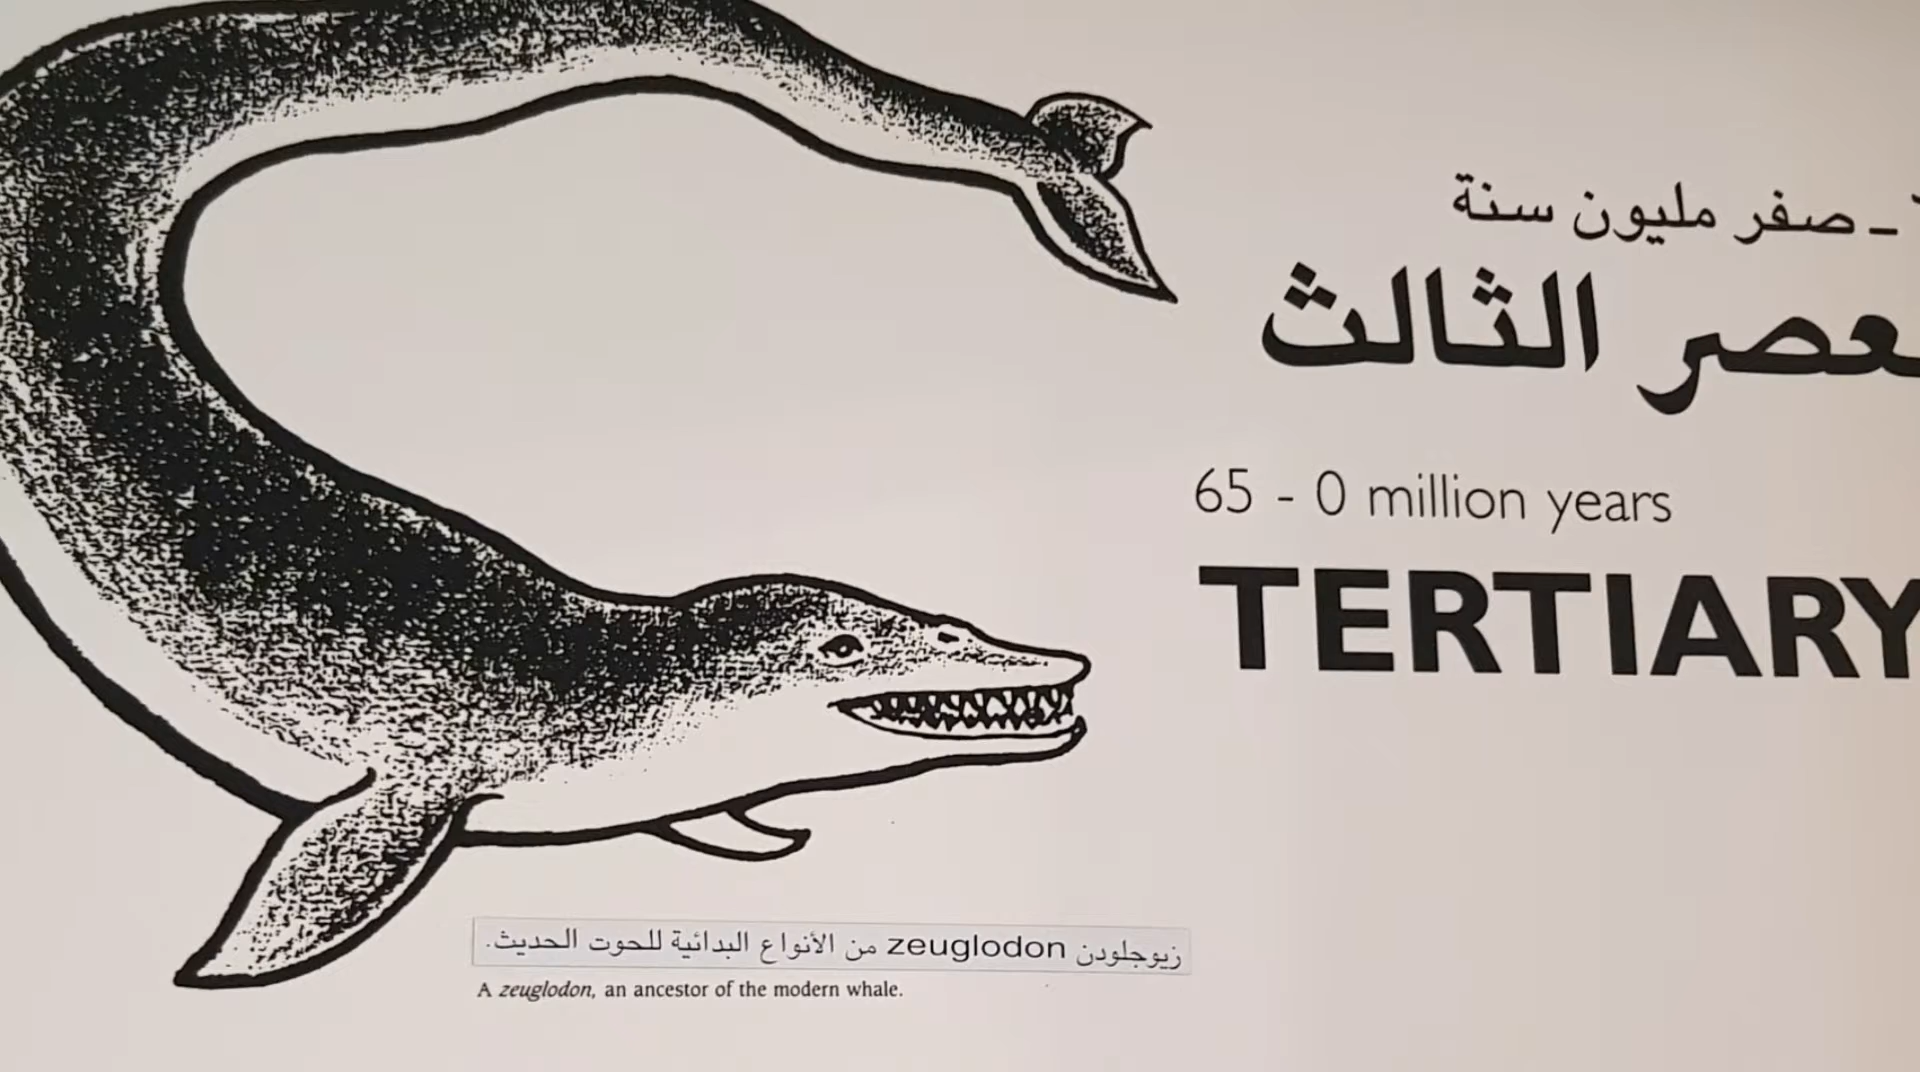 ـ صفر مليون سنة
عصر الثالث
65 - 0 million years
TERTIARY
زيوجلودن zeuglodon من الأنواع البدائية للحوت الحديث.
A zeuglodon, an ancestor of the modern whale.